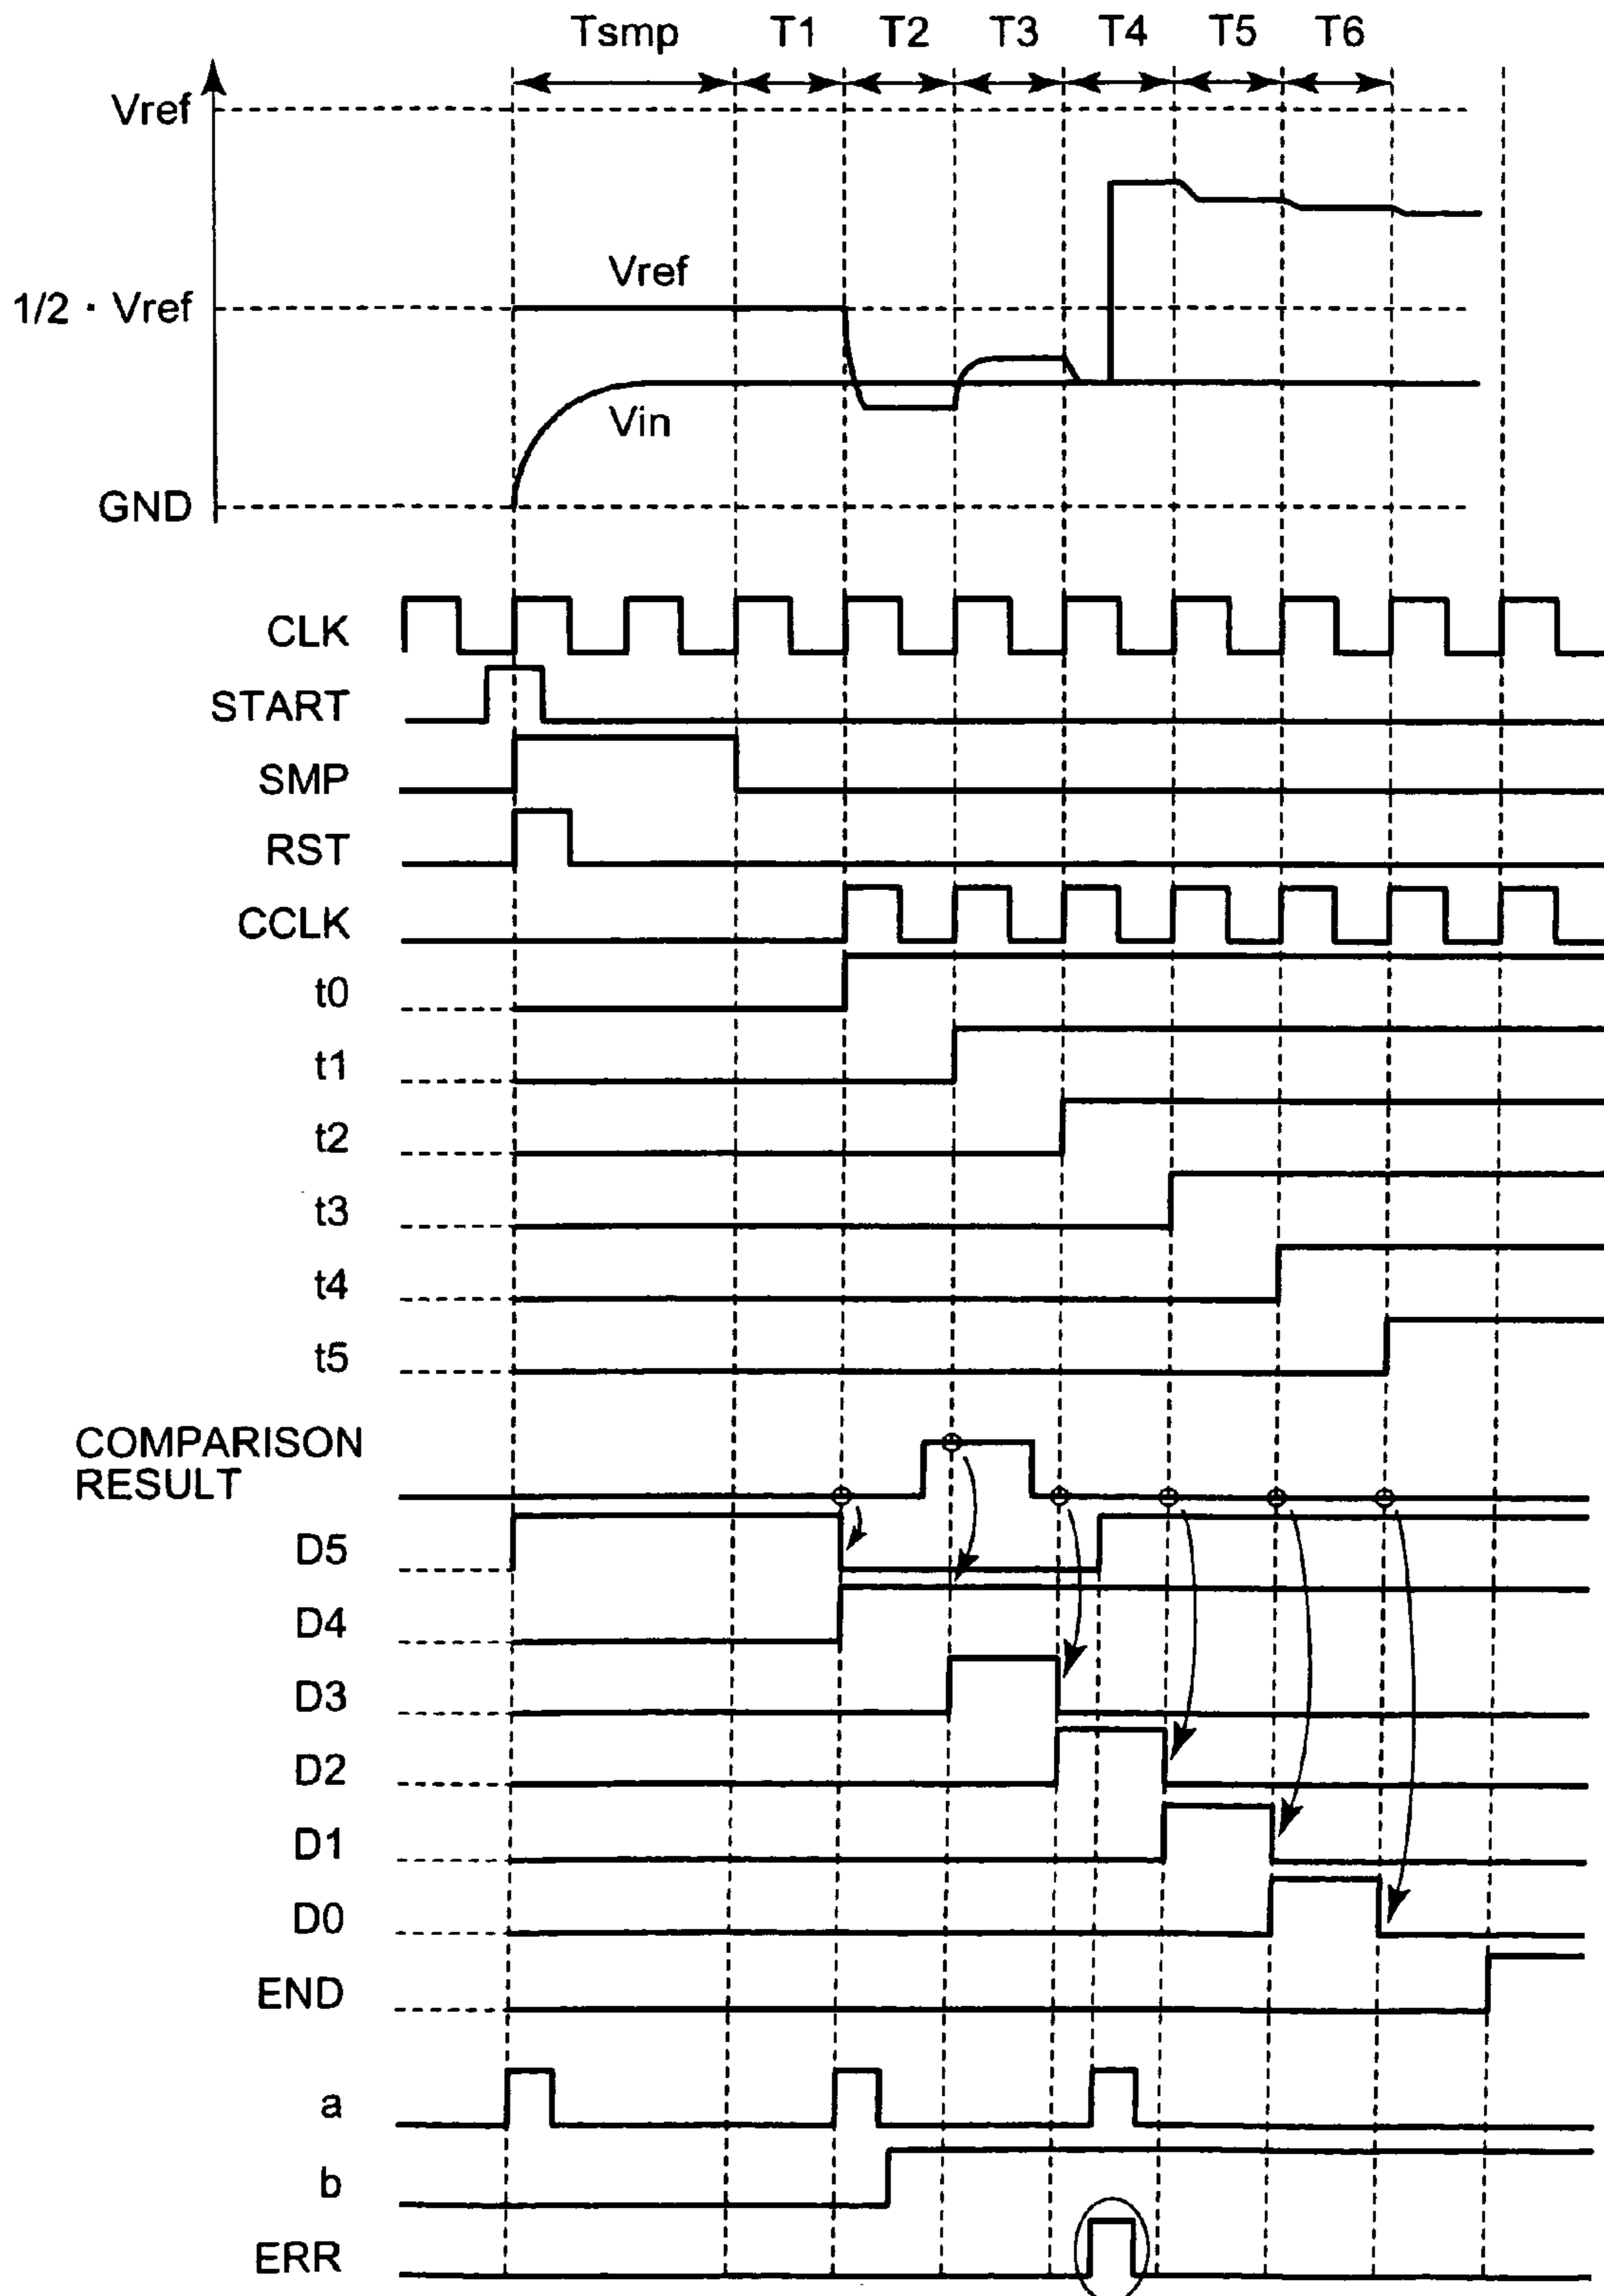 Tsmp T1 T2 T3 T4 T5 T6
Vref
Vref
1/2 · Vref
Vin
GND
CLK
START
SMP
RST
CCLK
t0
t1
t2
t3
t4
t5
COMPARISON
RESULT
D5
D4
D3
D2
D1
D0
END
a
b
ERR